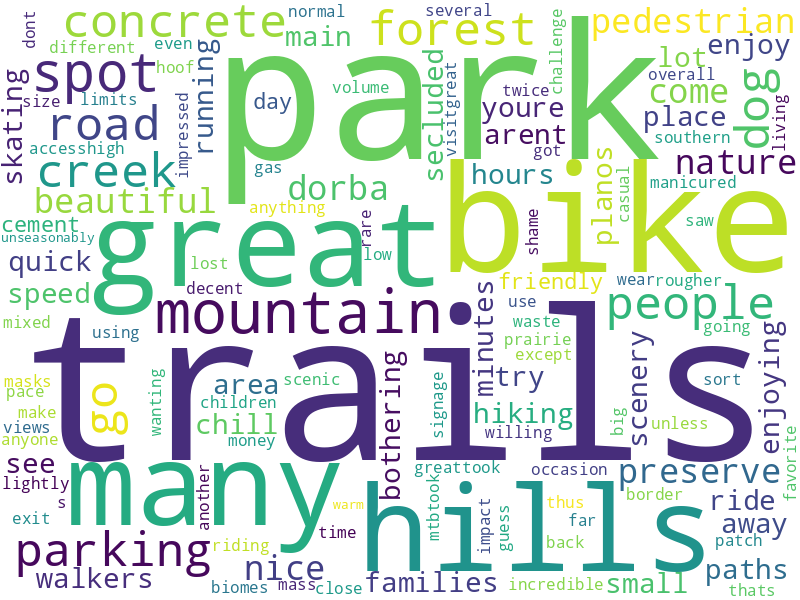 dont
concrete
different
even
normal
several
main
forest
challenge
pedestrian
enjoy
spot
hoof
size
limits
running
impressed
park
day
volume
secluded
visitgreat
twice
youre
lot
overall
come
dog
living
skating
road
accesshigh
creek
gas
dorba
arent
got
hours
place
southern
nature
planos
casual
manicured
beautiful
anything
rare
shame
saw
cement
unseasonably
great
bike
quick
lost
low
friendly
wear
rougher
speed
decent
mountain
minutes
use
people
mixed
using
waste
prairie
except
going
trails
masks
pace
make
views
anyone
go
wanting
area
children
scenic
chill
money
bothering
signage
try
hiking
willing
big
scenery
unless
sort
enjoying
favorite
see
lightly
many
another
greattook
occasion
preserve
s
exit
warm
mtbtook
impact
guess
thus
far
border
hills
ride
away
patch
parking
riding
time
back
walkers
biomes
nice
mass
close
families
incredible
small
paths
thats